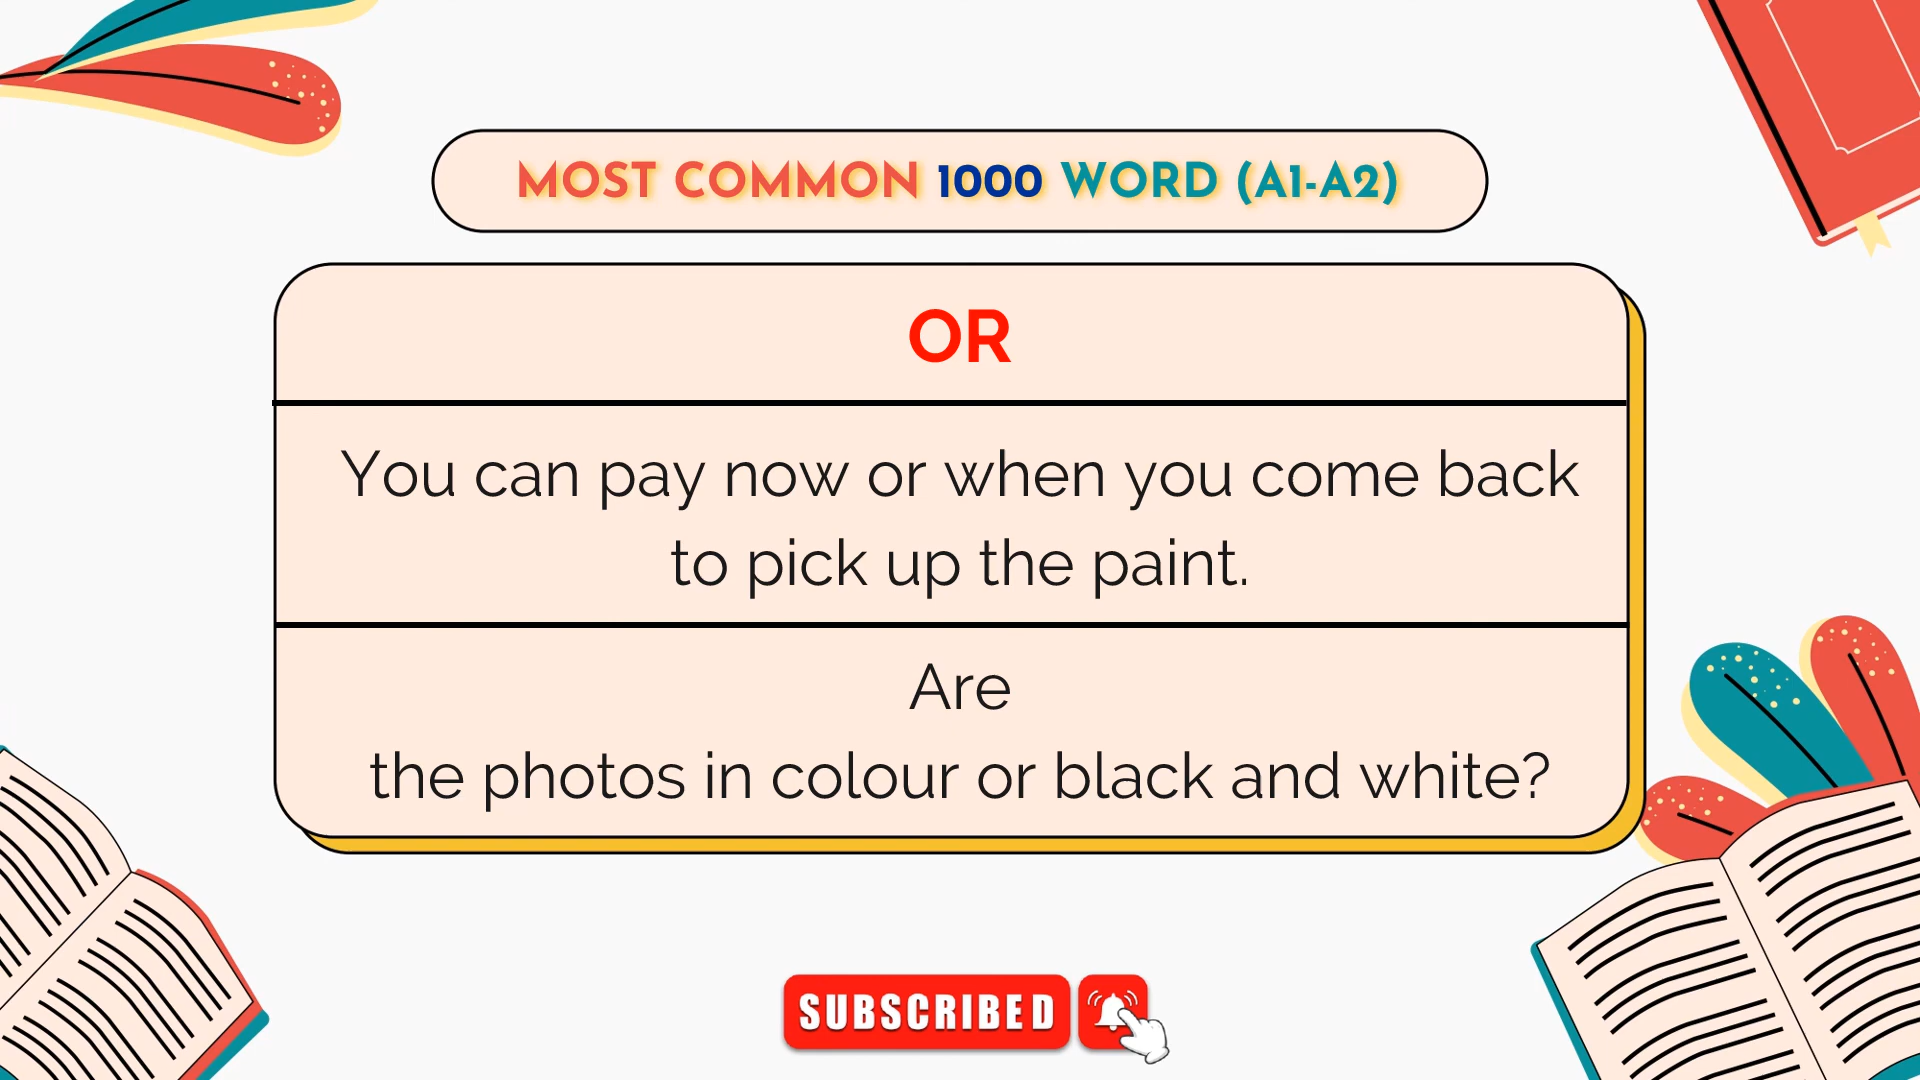 MOST COMMON 1000 WORD (A1-A2)
OR
You can pay now or when you come back
to pick up the paint.
Are
the photos in colour or black and white?
SUBSCRIBED